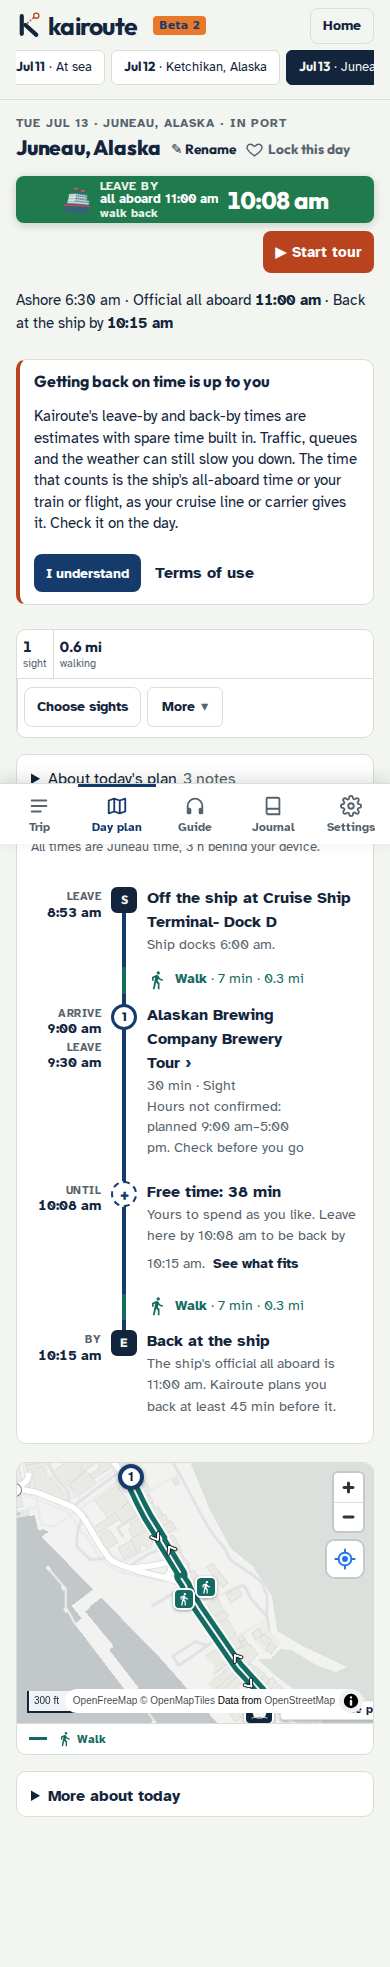 kairoute Beta 2 Home
Jul 11 · At sea Jul 12 · Ketchikan, Alaska Jul 13 ·
TUE JUL 13 · JUNEAU, ALASKA · IN PORT
Juneau, Alaska ✎ Rename Lock this day
LEAVE BY
all aboard 11:00 am
walk back
10:08 am
▶ Start tour
Ashore 6:30 am · Official all aboard 11:00 am · Back
at the ship by 10:15 am
Getting back on time is up to you
Kairoute's leave-by and back-by times are
estimates with spare time built in. Traffic, queues
and the weather can still slow you down. The time
that counts is the ship's all-aboard time or your
train or flight, as your cruise line or carrier gives
it. Check it on the day.
I understand Terms of use
1 0.6 mi
sight walking
Choose sights More ▾
▶ About today's plan 3 notes
Trip Day plan Guide Journal Settings
All times are Juneau time, 3 h behind your device.
LEAVE
8:53 am
S
Off the ship at Cruise Ship
Terminal- Dock D
Ship docks 6:00 am.
Walk · 7 min · 0.3 mi
ARRIVE
9:00 am
LEAVE
9:30 am
1
Alaskan Brewing
Company Brewery
Tour ›
30 min · Sight
Hours not confirmed:
planned 9:00 am–5:00
pm. Check before you go
UNTIL
10:08 am
+
Free time: 38 min
Yours to spend as you like. Leave
here by 10:08 am to be back by
10:15 am. See what fits
Walk · 7 min · 0.3 mi
BY
10:15 am
E
Back at the ship
The ship's official all aboard is
11:00 am. Kairoute plans you
back at least 45 min before it.
1
+
−
300 ft OpenFreeMap © OpenMapTiles Data from OpenStreetMap
Walk
▶ More about today